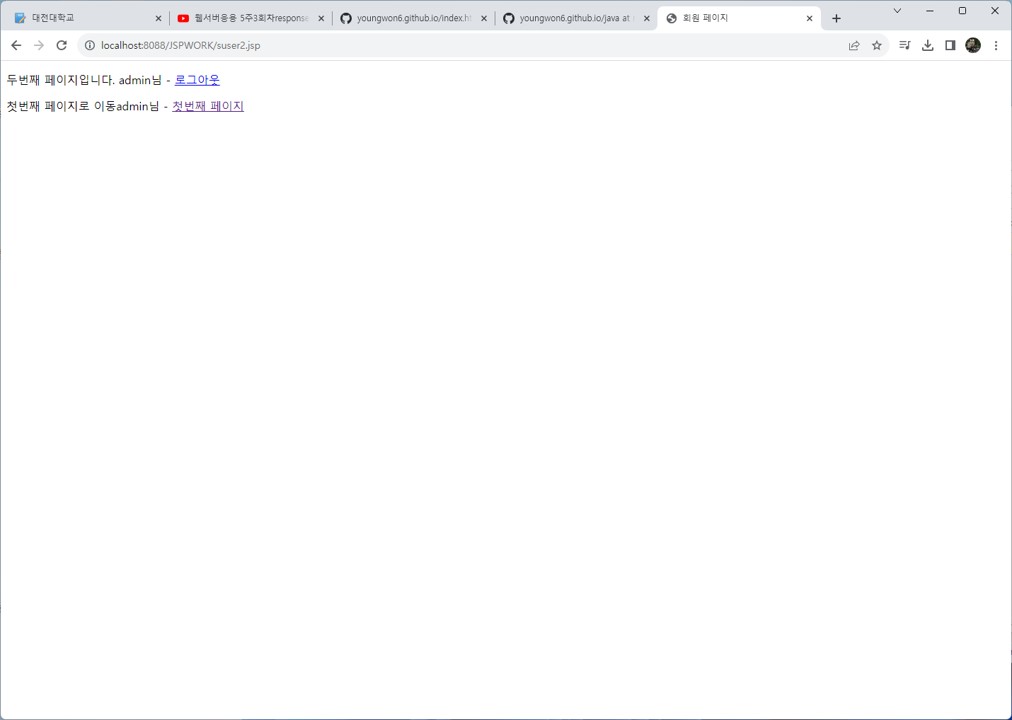 대전대학교
웹서버응용 5주3회차response
youngwon6.github.io/index.ht
youngwon6.github.io/java at
회원 페이지
localhost:8088/JSPWORK/suser2.jsp
두번째 페이지입니다. admin님 - 로그아웃
첫번째 페이지로 이동admin님 - 첫번째 페이지